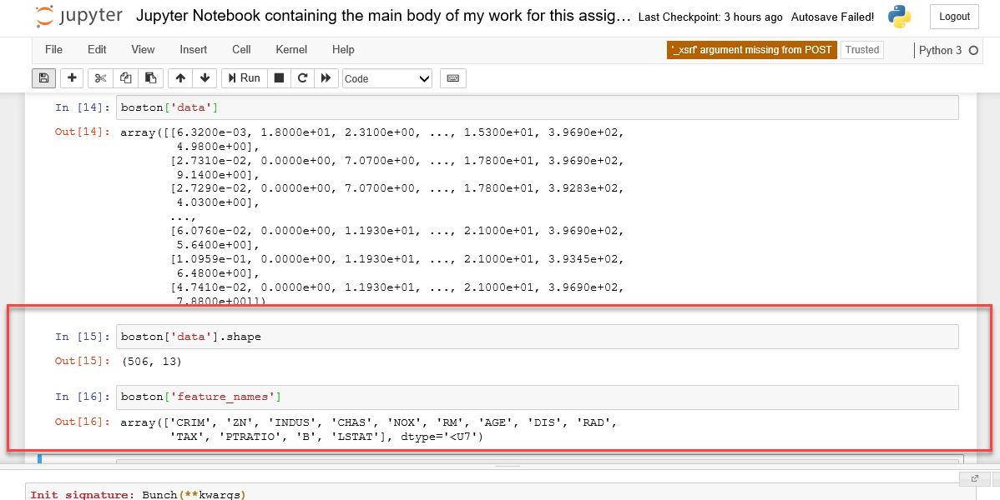 jupyter Jupyter Notebook containing the main body of my work for this assig... Last Checkpoint: 3 hours ago Autosave Failed! Logout
File Edit View Insert Cell Kernel Help '_xsrf' argument missing from POST Trusted Python 3
Run Code
In [14]: boston['data']
Out[14]: array([[6.3200e-03, 1.8000e+01, 2.3100e+00, ..., 1.5300e+01, 3.9690e+02,
4.9800e+00],
[2.7310e-02, 0.0000e+00, 7.0700e+00, ..., 1.7800e+01, 3.9690e+02,
9.1400e+00],
[2.7290e-02, 0.0000e+00, 7.0700e+00, ..., 1.7800e+01, 3.9283e+02,
4.0300e+00],
...,
[6.0760e-02, 0.0000e+00, 1.1930e+01, ..., 2.1000e+01, 3.9690e+02,
5.6400e+00],
[1.0959e-01, 0.0000e+00, 1.1930e+01, ..., 2.1000e+01, 3.9345e+02,
6.4800e+00],
[4.7410e-02, 0.0000e+00, 1.1930e+01, ..., 2.1000e+01, 3.9690e+02,
7.8800e+00]])
In [15]: boston['data'].shape
Out[15]: (506, 13)
In [16]: boston['feature_names']
Out[16]: array(['CRIM', 'ZN', 'INDUS', 'CHAS', 'NOX', 'RM', 'AGE', 'DIS', 'RAD',
'TAX', 'PTRATIO', 'B', 'LSTAT'], dtype='<U7')
Init signature: Bunch(**kwargs)